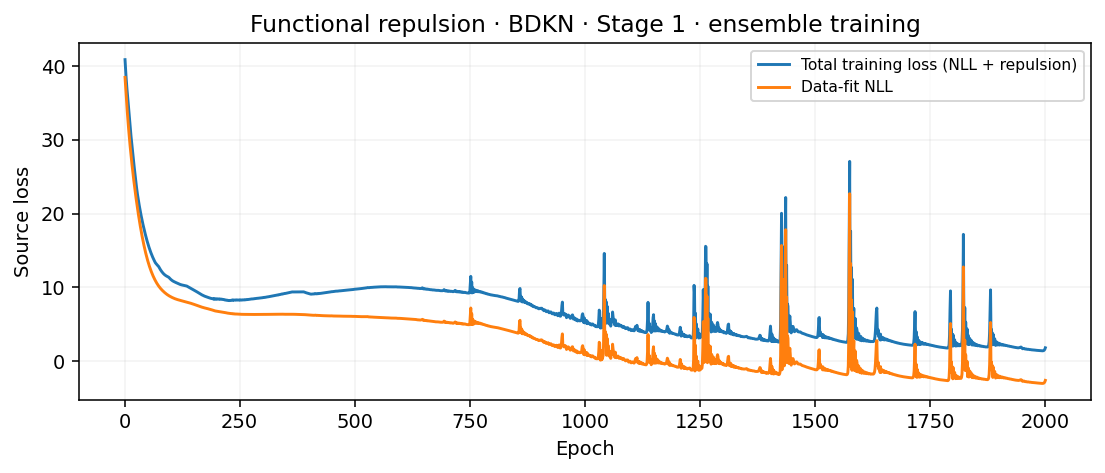 Functional repulsion · BDKN · Stage 1 · ensemble training
Total training loss (NLL + repulsion)
Data-fit NLL
Source loss
40
30
20
10
0
0 250 500 750 1000 1250 1500 1750 2000
Epoch